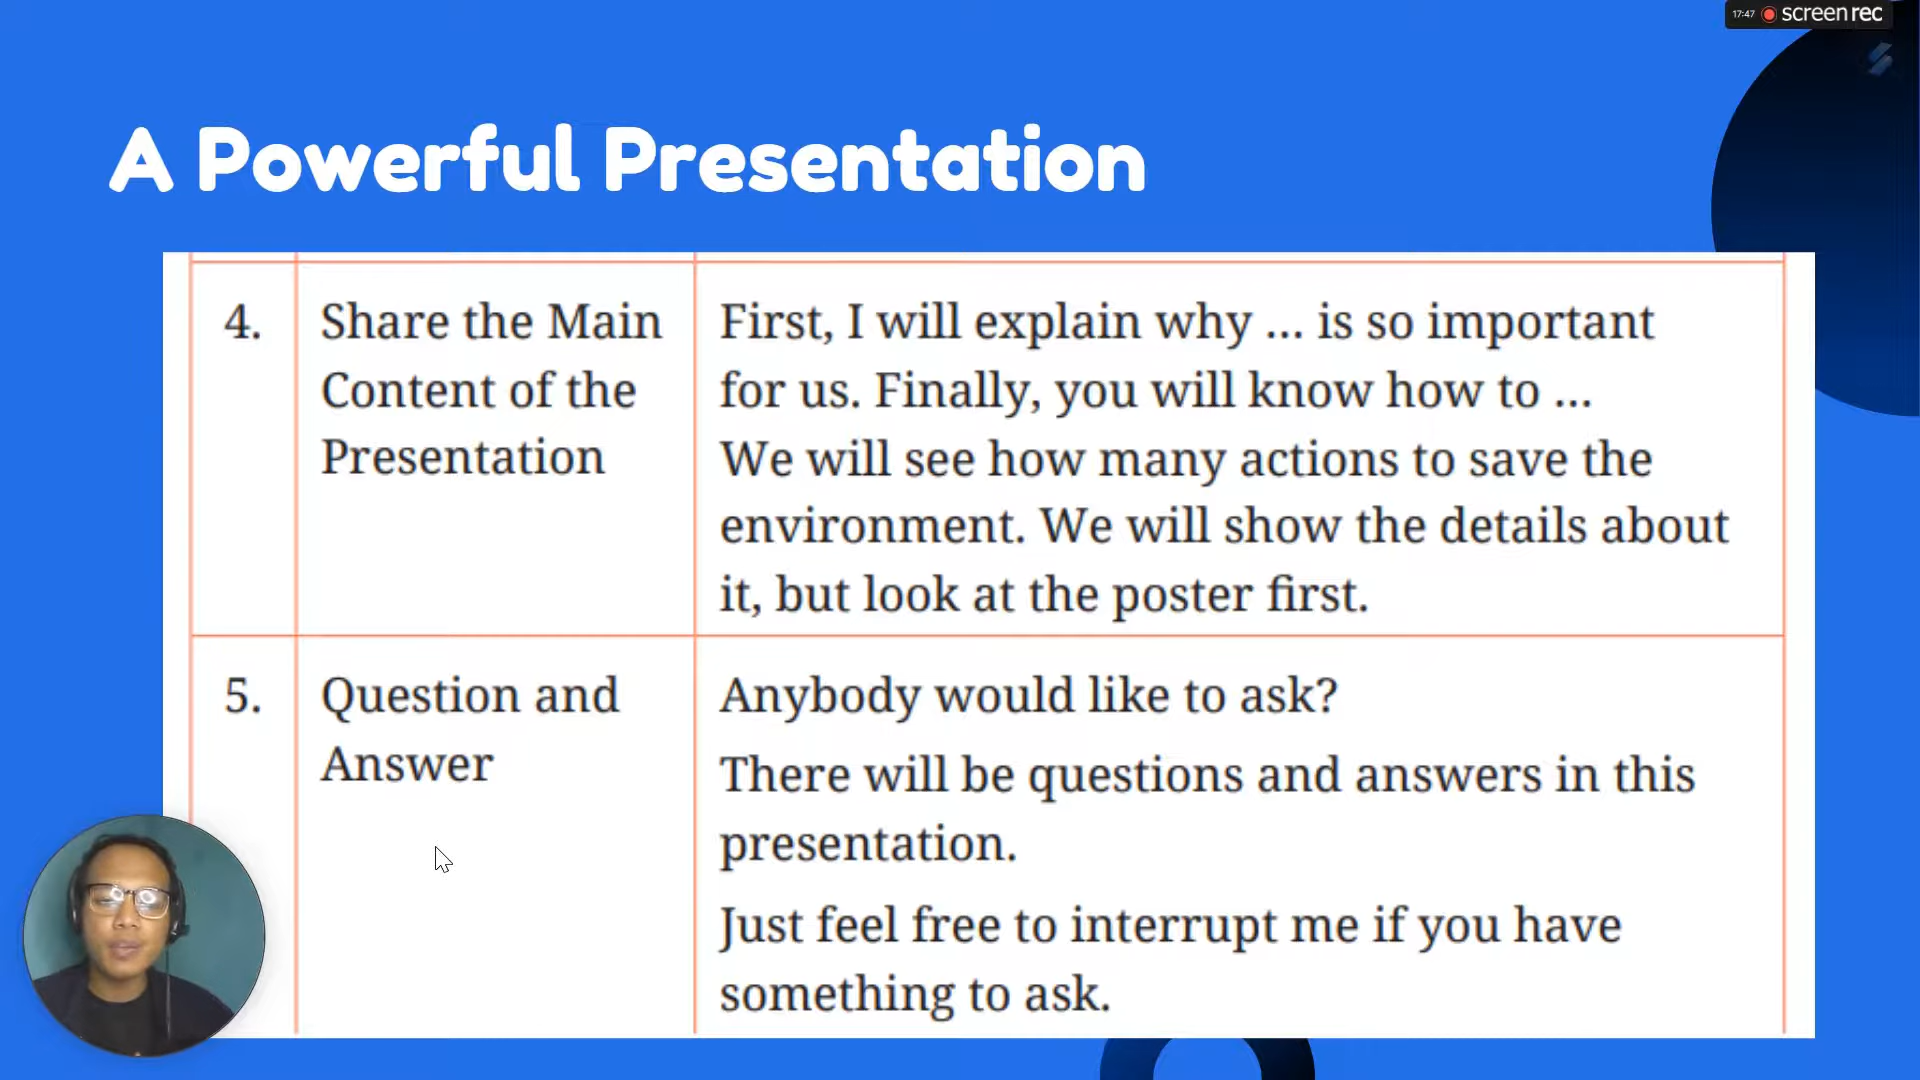 17:47 screenrec
A Powerful Presentation
4. Share the Main Content of the Presentation
First, I will explain why ... is so important
for us. Finally, you will know how to ...
We will see how many actions to save the
environment. We will show the details about
it, but look at the poster first.
5. Question and Answer
Anybody would like to ask?
There will be questions and answers in this
presentation.
Just feel free to interrupt me if you have
something to ask.